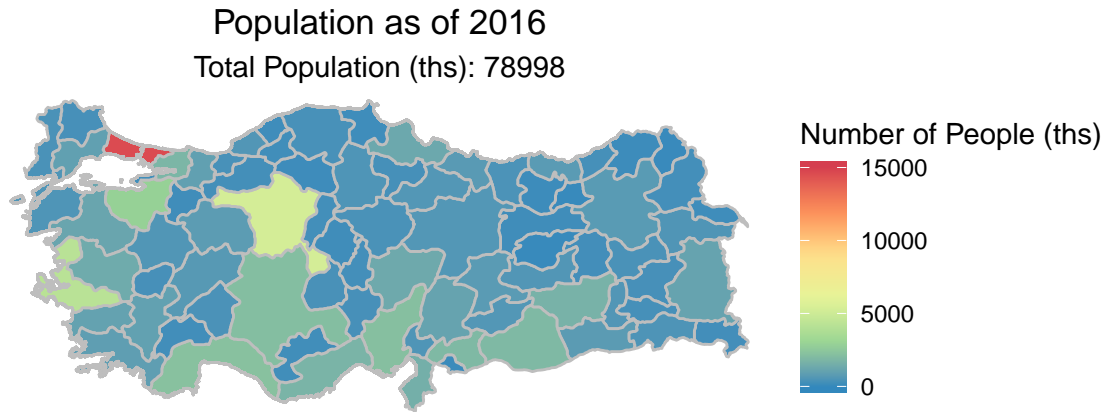 Population as of 2016
Total Population (ths): 78998
Number of People (ths)
15000
10000
5000
0